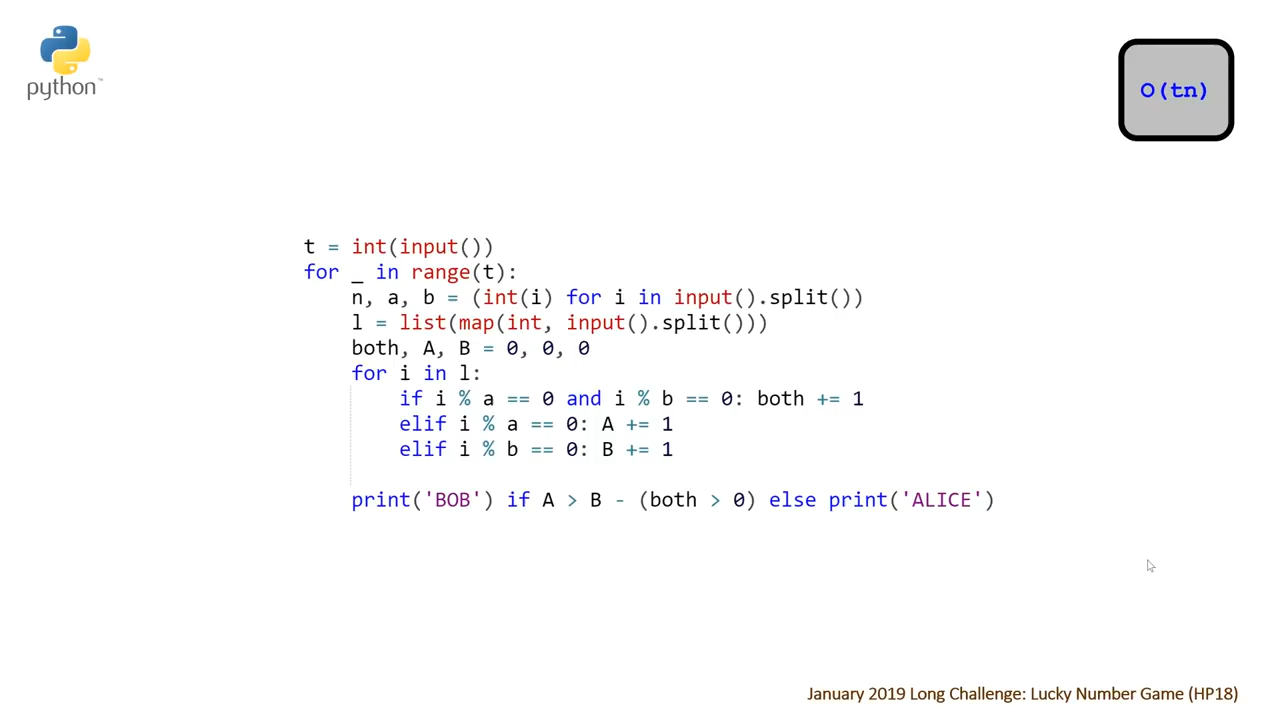 python™
O(tn)
t = int(input())
for _ in range(t):
    n, a, b = (int(i) for i in input().split())
    l = list(map(int, input().split()))
    both, A, B = 0, 0, 0
    for i in l:
        if i % a == 0 and i % b == 0: both += 1
        elif i % a == 0: A += 1
        elif i % b == 0: B += 1
    print('BOB') if A > B - (both > 0) else print('ALICE')
January 2019 Long Challenge: Lucky Number Game (HP18)